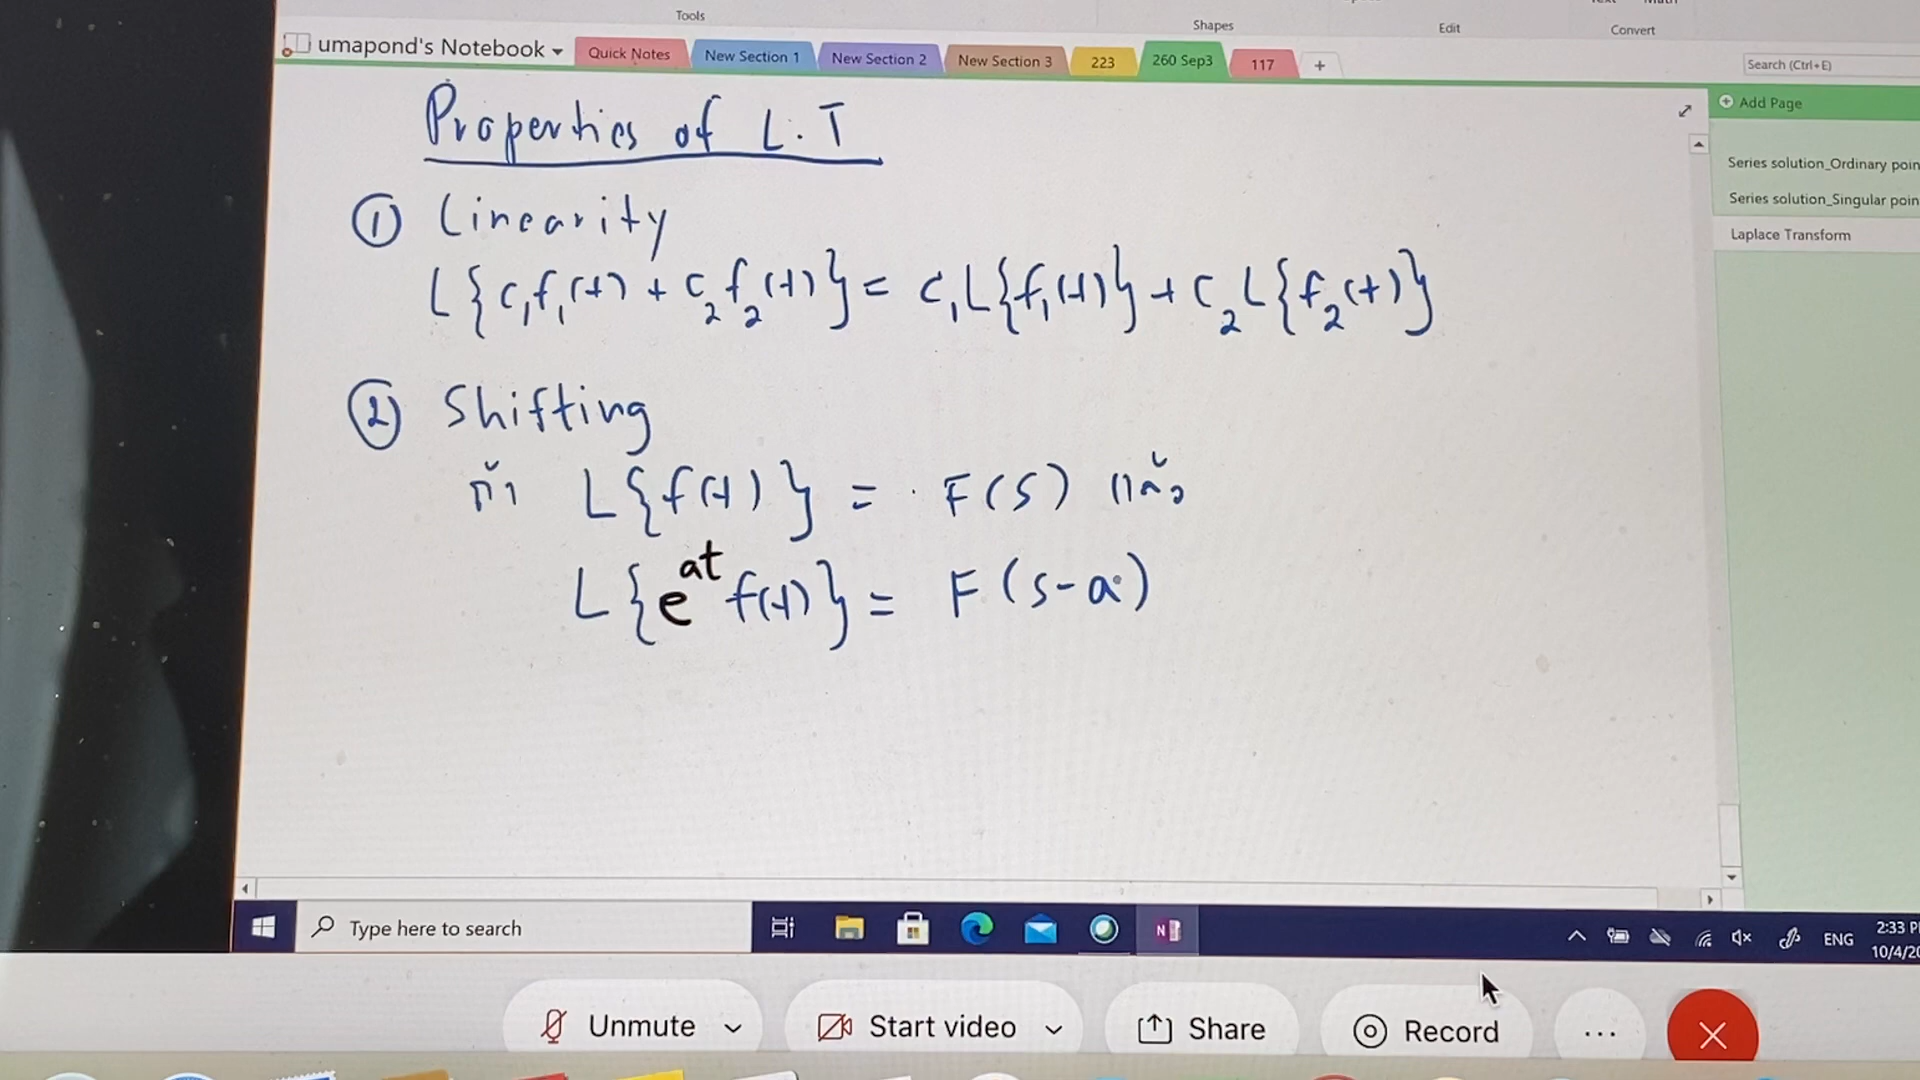 Tools
Shapes
Edit
Convert
umapond's Notebook
Quick Notes
New Section 1
New Section 2
New Section 3
223
260 Sep3
117
+
Search (Ctrl+E)
Add Page
Properties of L.T
Series solution_Ordinary poin
Series solution_Singular poin
Laplace Transform
① Linearity
L{c₁f₁(t) + c₂f₂(t)} = c₁L{f₁(t)} + c₂L{f₂(t)}
② Shifting
ถ้า L{f(t)} = F(s) แล้ว
L{e^at f(t)} = F(s-a)
Type here to search
N
ENG
2:33 P
10/4/20
Unmute
Start video
Share
Record
...